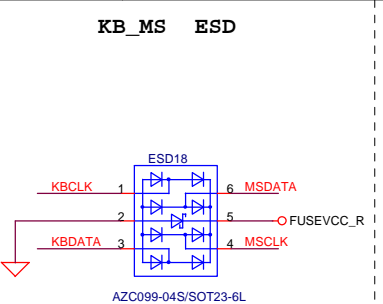 KB_MS ESD
ESD18
KBCLK 1 6 MSDATA
2 5 FUSEVCC_R
KBDATA 3 4 MSCLK
AZC099-04S/SOT23-6L